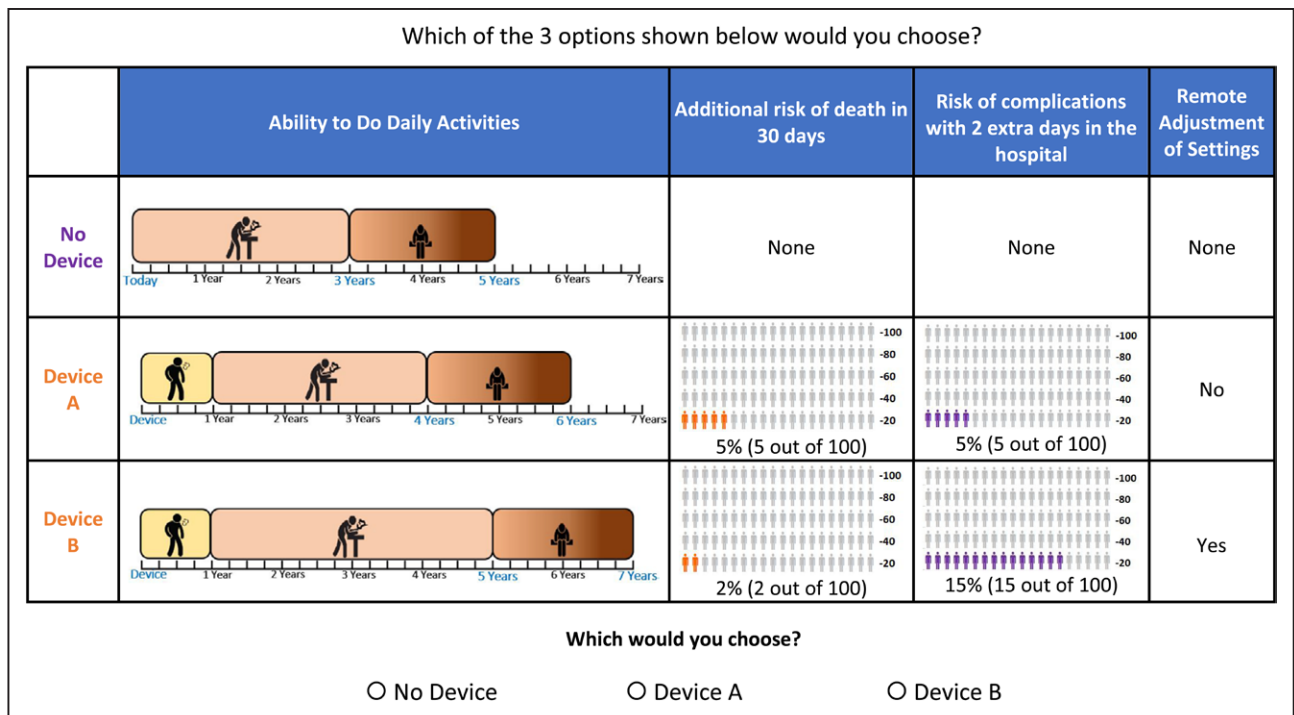 Which of the 3 options shown below would you choose?
Ability to Do Daily Activities
Additional risk of death in
30 days
Risk of complications
with 2 extra days in the
hospital
Remote
Adjustment
of Settings
No
Device
Today
1 Year
2 Years
3 Years
4 Years
5 Years
6 Years
7 Years
None
None
None
Device
A
Device
1 Year
2 Years
3 Years
4 Years
5 Years
6 Years
7 Years
-100
-80
-60
-40
-20
5% (5 out of 100)
-100
-80
-60
-40
-20
5% (5 out of 100)
No
Device
B
Device
1 Year
2 Years
3 Years
4 Years
5 Years
6 Years
7 Years
-100
-80
-60
-40
-20
2% (2 out of 100)
-100
-80
-60
-40
-20
15% (15 out of 100)
Yes
Which would you choose?
No Device
Device A
Device B